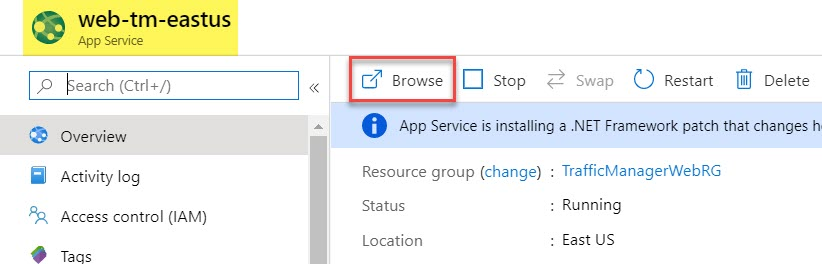 web-tm-eastus
App Service
Search (Ctrl+/)
«
Overview
Activity log
Access control (IAM)
Tags
Browse Stop Swap Restart Delete
App Service is installing a .NET Framework patch that changes h
Resource group (change) : TrafficManagerWebRG
Status : Running
Location : East US